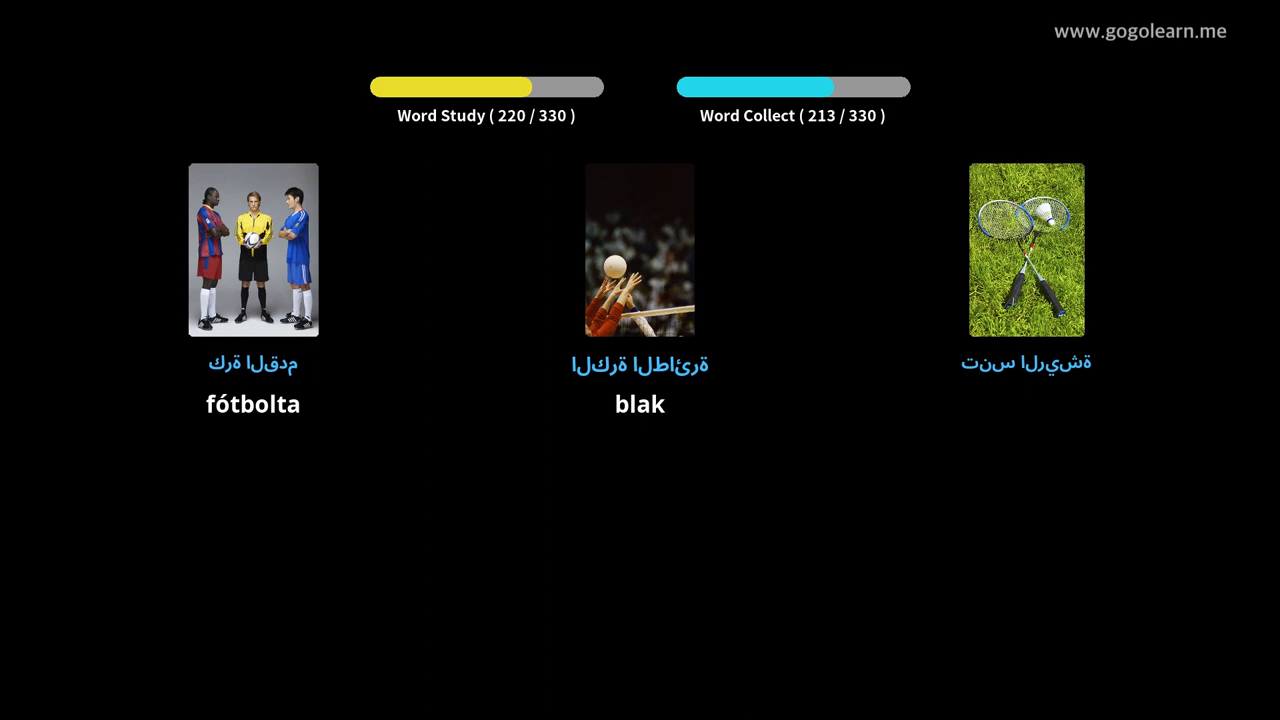 www.gogolearn.me
Word Study ( 220 / 330 )
Word Collect ( 213 / 330 )
كرة القدم
الكرة الطائرة
تنس الريشة
fótbolta
blak